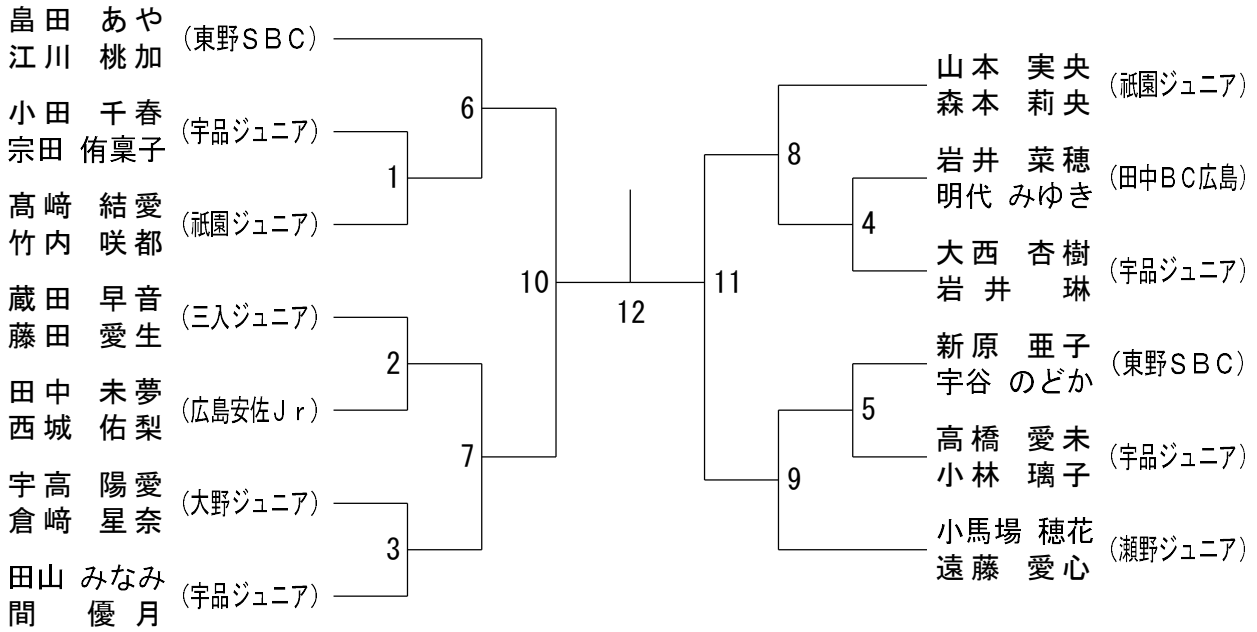 畠田 あや
江川 桃加
(東野SBC)
小田 千春
宗田 侑稟子
(宇品ジュニア)
髙﨑 結愛
竹内 咲都
(祇園ジュニア)
蔵田 早音
藤田 愛生
(三入ジュニア)
田中 未夢
西城 佑梨
(広島安佐Jr)
宇高 陽愛
倉﨑 星奈
(大野ジュニア)
田山 みなみ
間 優月
(宇品ジュニア)
6
1
2
7
3
10
12
11
8
4
5
9
山本 実央
森本 莉央
(祇園ジュニア)
岩井 菜穂
明代 みゆき
(田中BC広島)
大西 杏樹
岩井 琳
(宇品ジュニア)
新原 亜子
宇谷 のどか
(東野SBC)
高橋 愛未
小林 璃子
(宇品ジュニア)
小馬場 穂花
遠藤 愛心
(瀬野ジュニア)